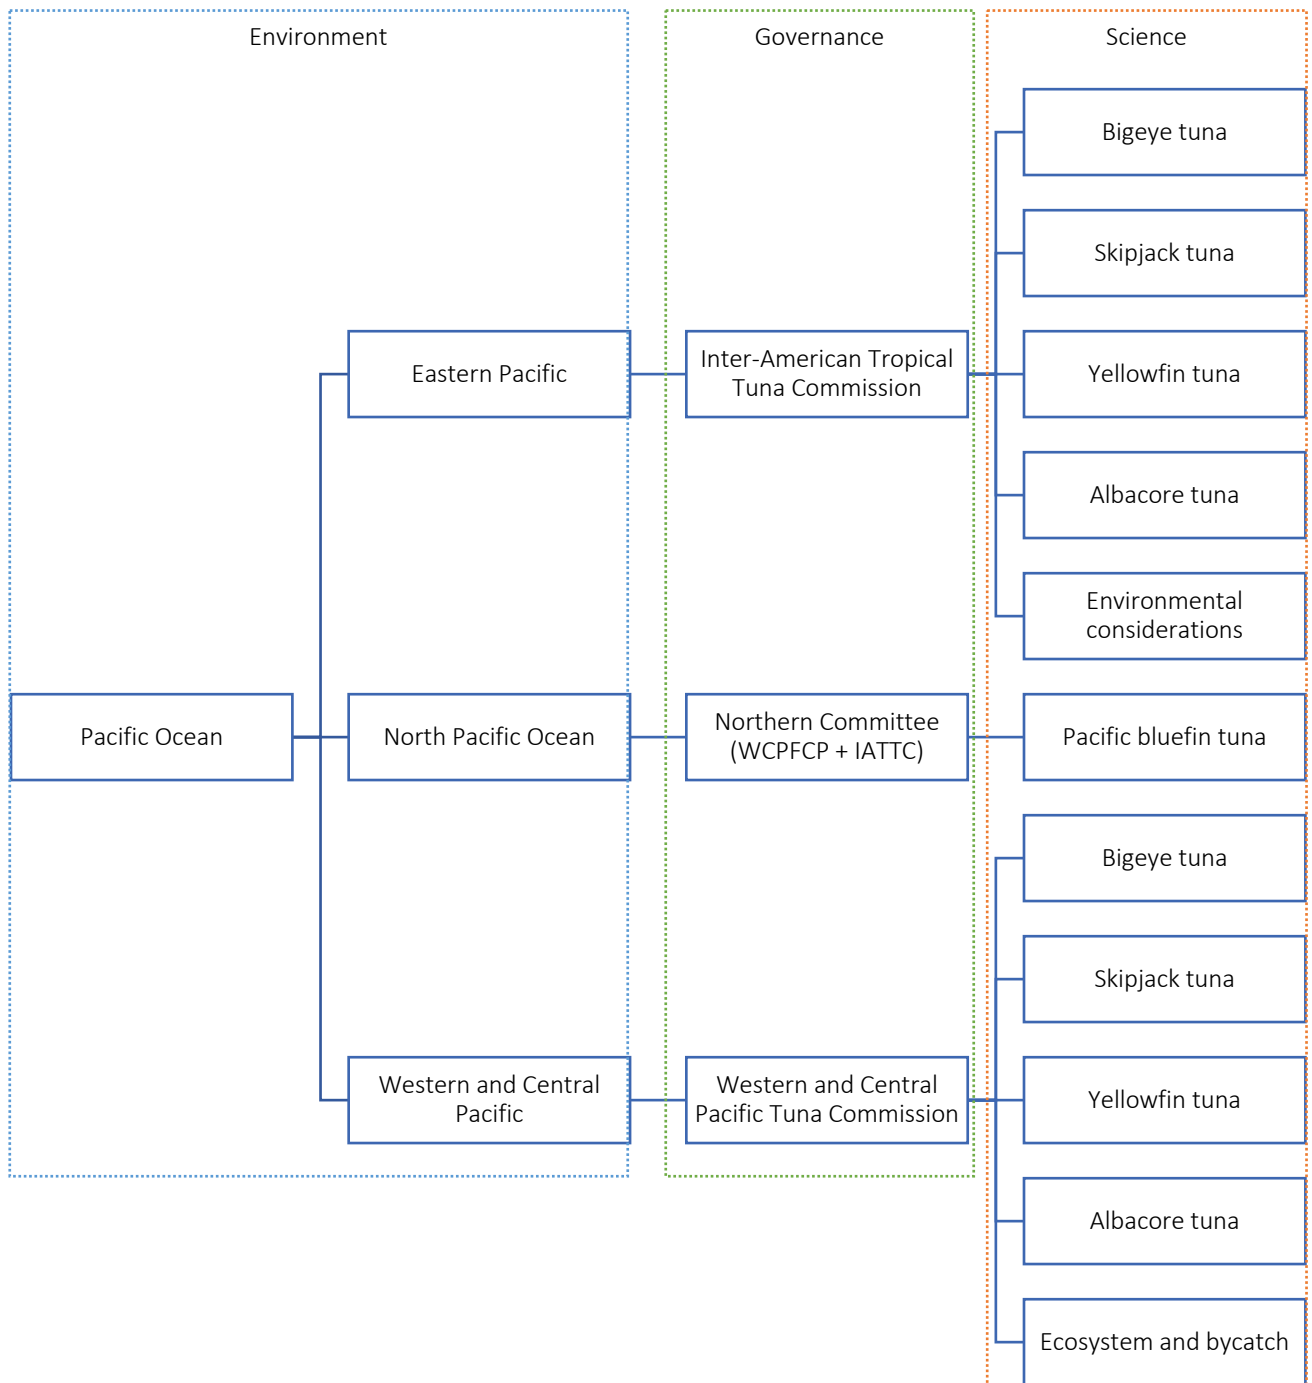 Environment
Governance
Science
Bigeye tuna
Skipjack tuna
Eastern Pacific
Inter-American Tropical
Tuna Commission
Yellowfin tuna
Albacore tuna
Environmental
considerations
Pacific Ocean
North Pacific Ocean
Northern Committee
(WCPFCP + IATTC)
Pacific bluefin tuna
Bigeye tuna
Skipjack tuna
Western and Central
Pacific
Western and Central
Pacific Tuna Commission
Yellowfin tuna
Albacore tuna
Ecosystem and bycatch